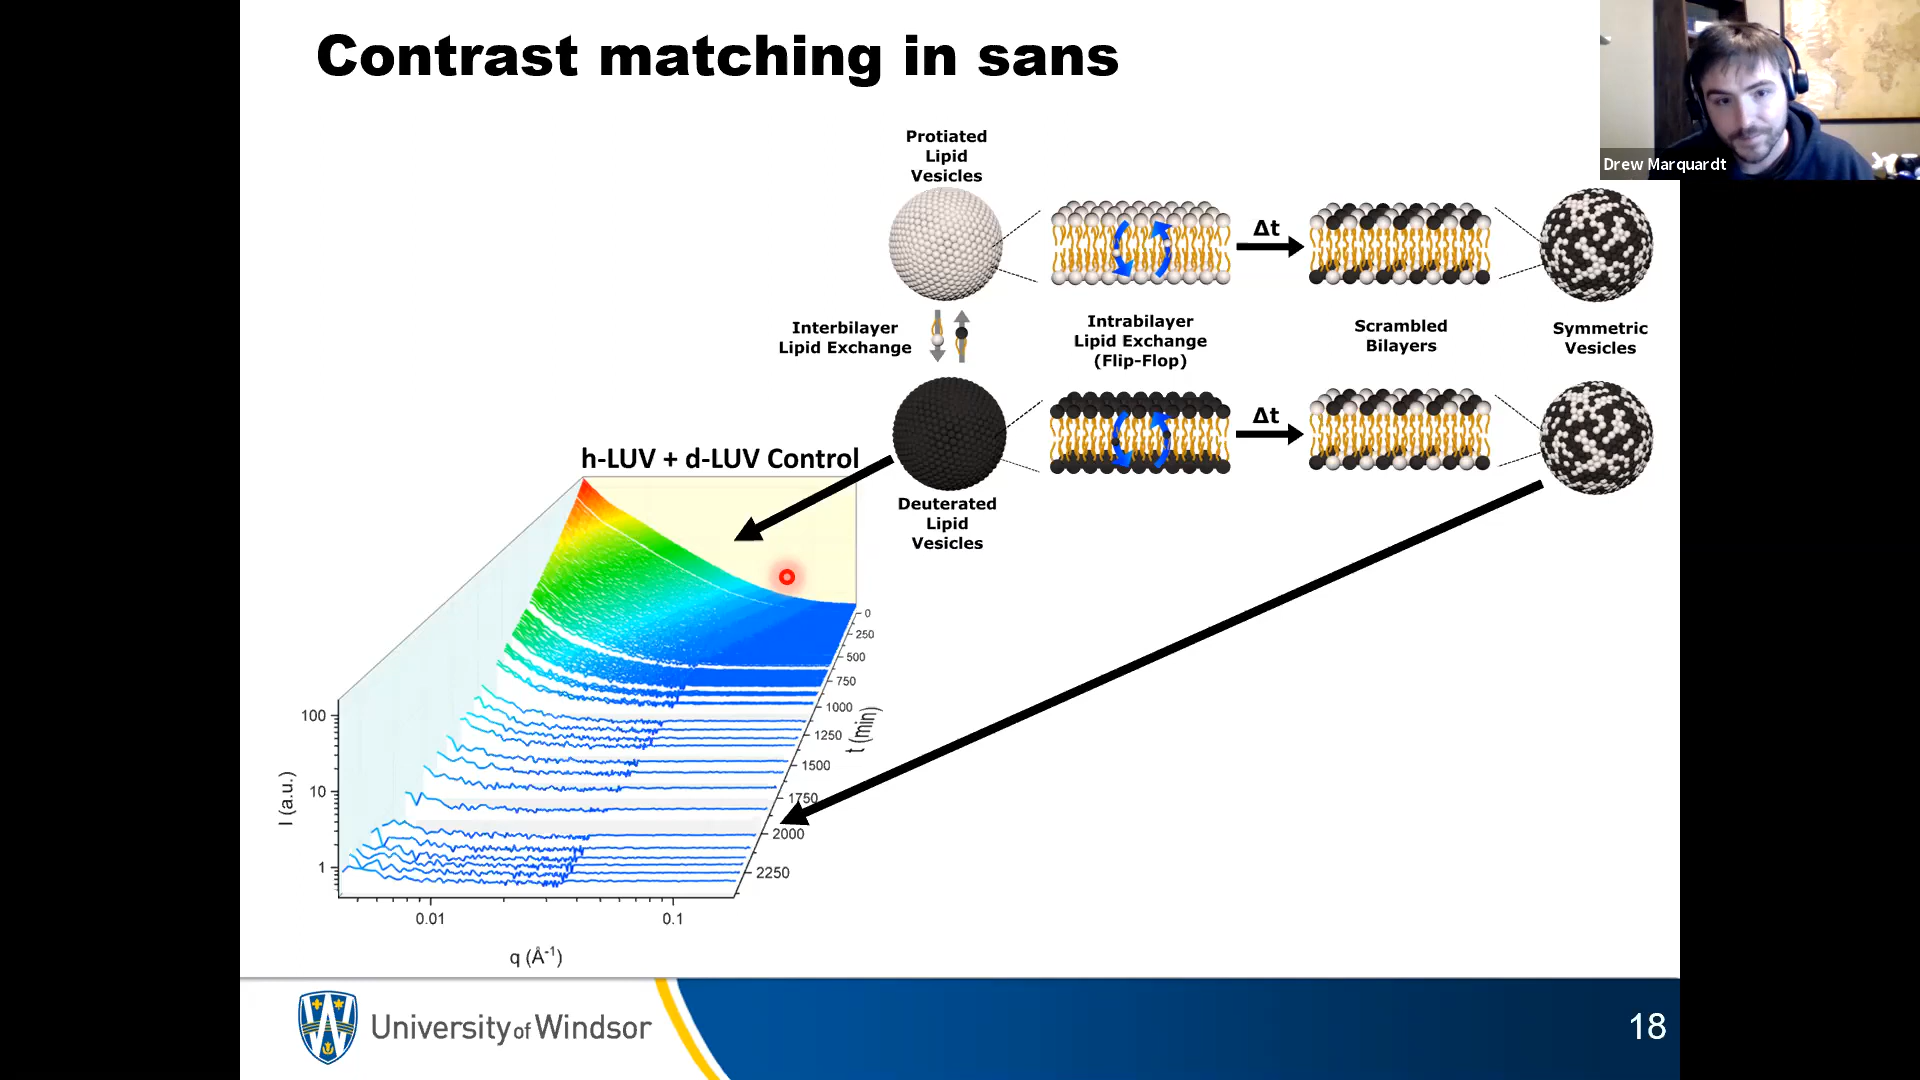 Contrast matching in sans
Drew Marquardt
Protiated
Lipid
Vesicles
Δt
Interbilayer
Lipid Exchange
Intrabilayer
Lipid Exchange
(Flip-Flop)
Scrambled
Bilayers
Symmetric
Vesicles
Δt
Deuterated
Lipid
Vesicles
h-LUV + d-LUV Control
0
250
500
750
1000
1250
1500
1750
2000
2250
t (min)
100
10
1
I (a.u.)
0.01
0.1
q (Å-1)
University of Windsor
18